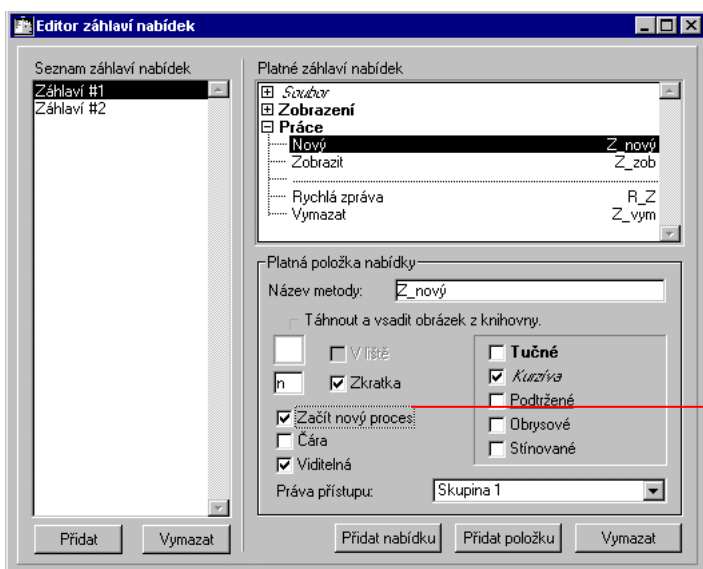 Editor záhlaví nabídek
Seznam záhlaví nabídek
Záhlaví #1
Záhlaví #2
Přidat
Vymazat
Platné záhlaví nabídek
Soubor
Zobrazení
Práce
Nový Z_nový
Zobrazit Z_zob
Rychlá zpráva R_Z
Vymazat Z_vym
Platná položka nabídky
Název metody: Z_nový
Táhnout a vsadit obrázek z knihovny.
V liště
n Zkratka
Začít nový proces
Čára
Viditelná
Tučné
Kurzíva
Podtržené
Obrysové
Stínované
Práva přístupu: Skupina 1
Přidat nabídku
Přidat položku
Vymazat